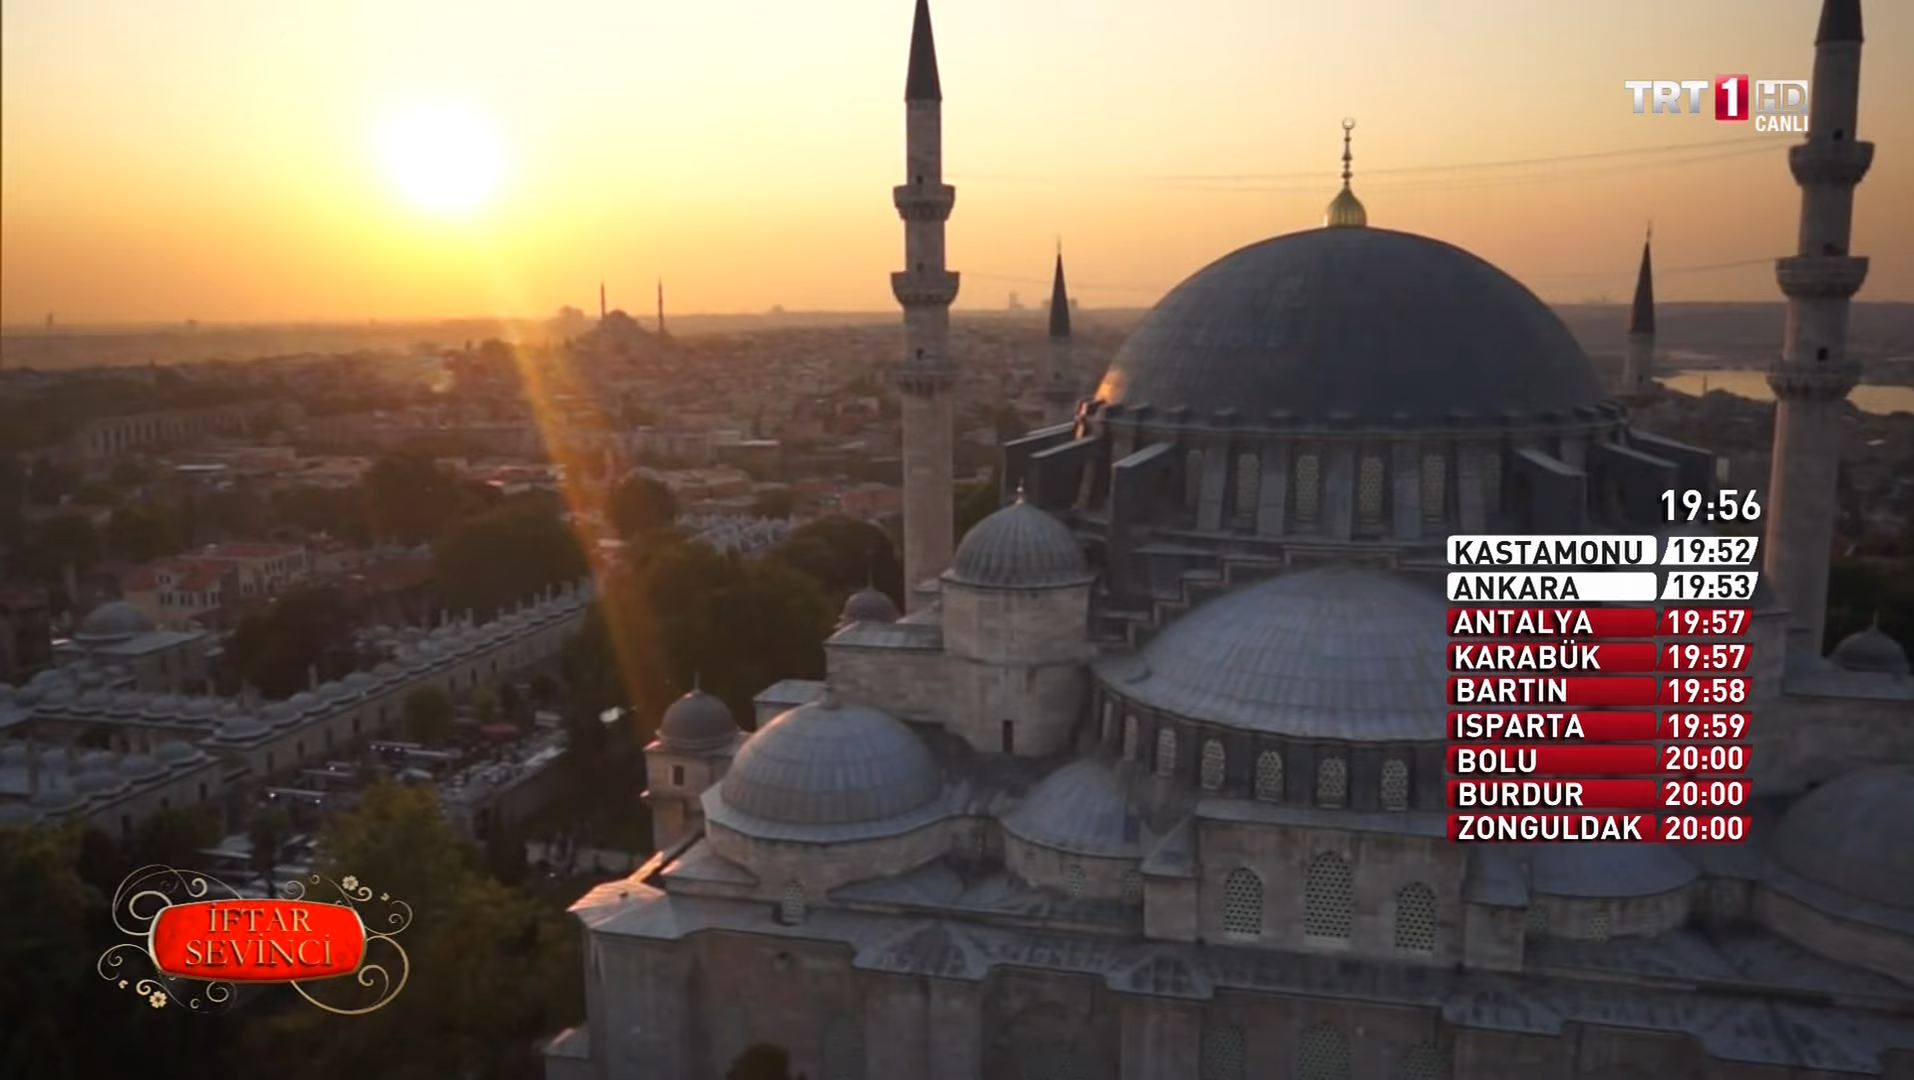 TRT 1 HD
CANLI
19:56
KASTAMONU 19:52
ANKARA 19:53
ANTALYA 19:57
KARABÜK 19:57
BARTIN 19:58
ISPARTA 19:59
BOLU 20:00
BURDUR 20:00
ZONGULDAK 20:00
İFTAR
SEVİNCİ